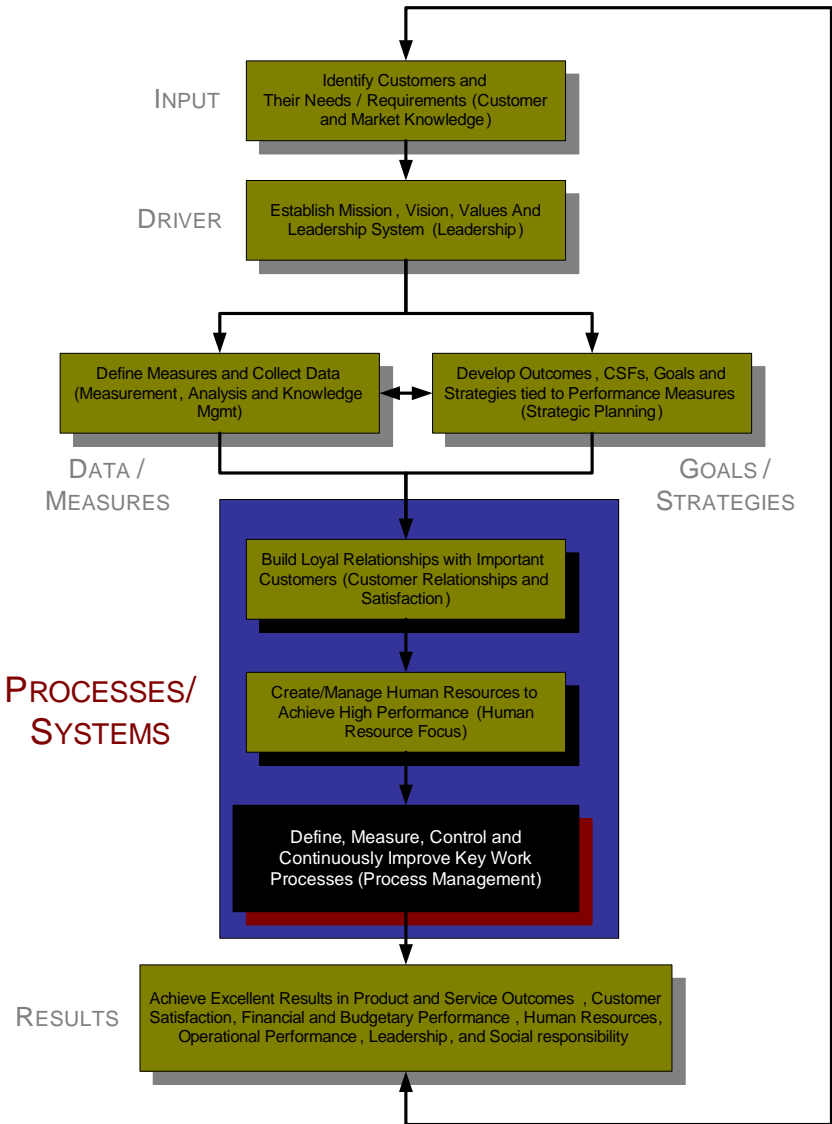 INPUT
Identify Customers and
Their Needs / Requirements (Customer
and Market Knowledge)
DRIVER
Establish Mission , Vision, Values And
Leadership System (Leadership)
Define Measures and Collect Data
(Measurement, Analysis and Knowledge
Mgmt)
Develop Outcomes , CSFs, Goals and
Strategies tied to Performance Measures
(Strategic Planning)
DATA /
MEASURES
GOALS /
STRATEGIES
Build Loyal Relationships with Important
Customers (Customer Relationships and
Satisfaction)
PROCESSES/
SYSTEMS
Create/Manage Human Resources to
Achieve High Performance (Human
Resource Focus)
Define, Measure, Control and
Continuously Improve Key Work
Processes (Process Management)
RESULTS
Achieve Excellent Results in Product and Service Outcomes , Customer
Satisfaction, Financial and Budgetary Performance , Human Resources,
Operational Performance , Leadership, and Social responsibility